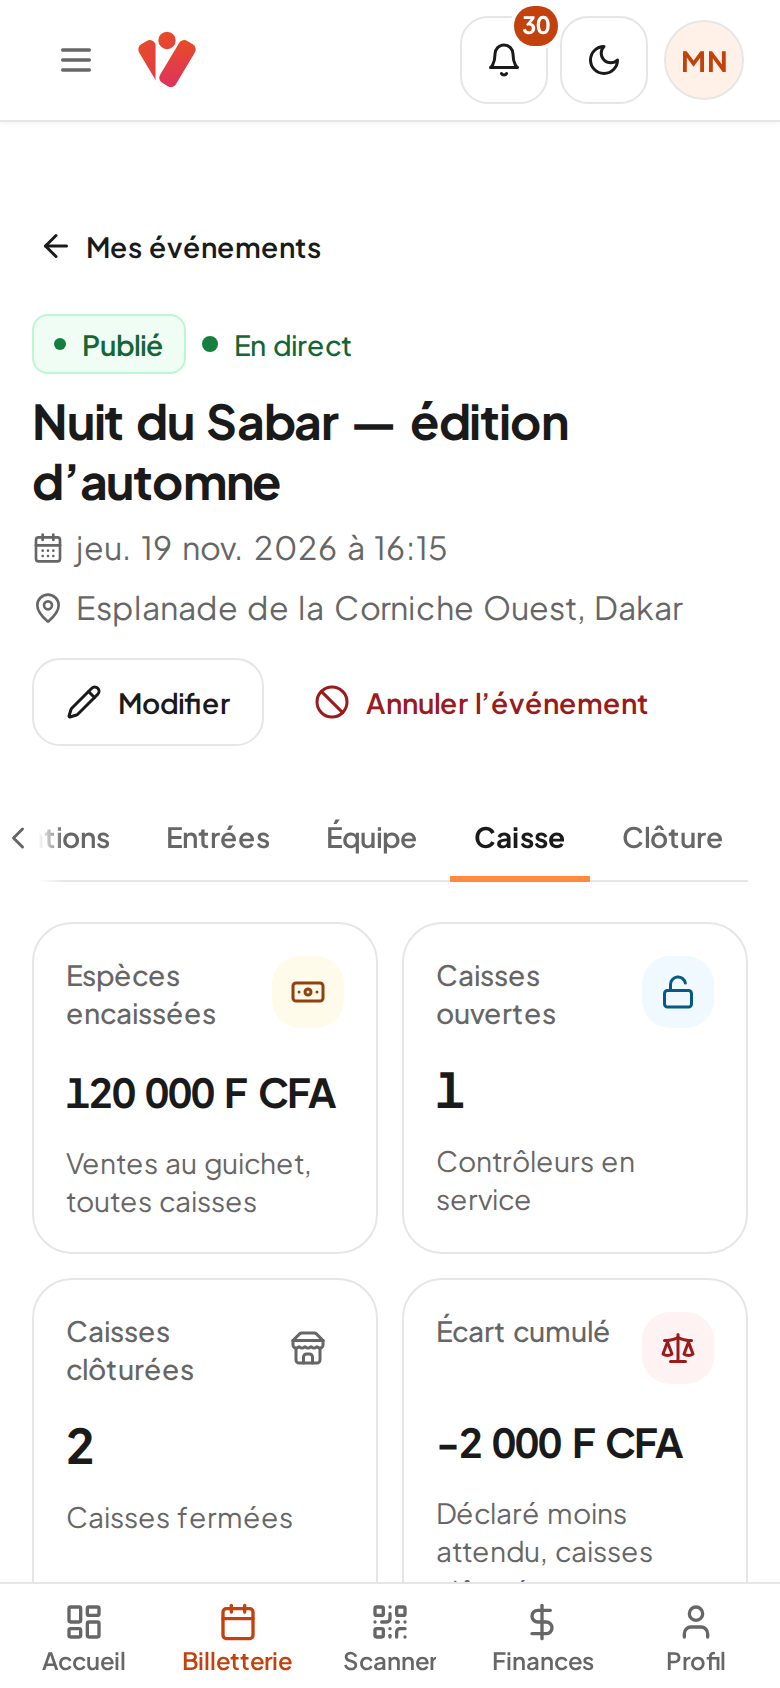 30
MN
Mes événements
Publié
En direct
Nuit du Sabar — édition
d’automne
jeu. 19 nov. 2026 à 16:15
Esplanade de la Corniche Ouest, Dakar
Modifier
Annuler l’événement
tions
Entrées
Équipe
Caisse
Clôture
Espèces
encaissées
120 000 F CFA
Ventes au guichet,
toutes caisses
Caisses
ouvertes
1
Contrôleurs en
service
Caisses
clôturées
2
Caisses fermées
Écart cumulé
−2 000 F CFA
Déclaré moins
attendu, caisses
Accueil
Billetterie
Scanner
Finances
Profil